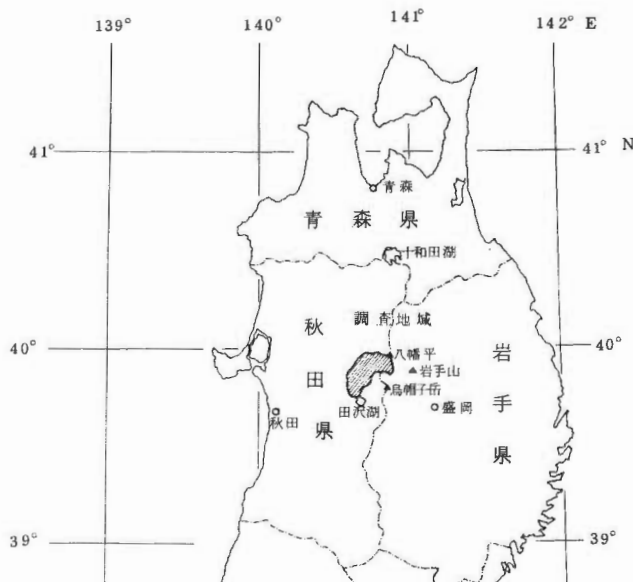 139° 140° 141° 142° E
41° 41° N
青森
青森県
十和田湖
秋田県
調査地域
岩手県
40° 40°
八幡平
岩手山
烏帽子岳
田沢湖
盛岡
秋田
39° 39°